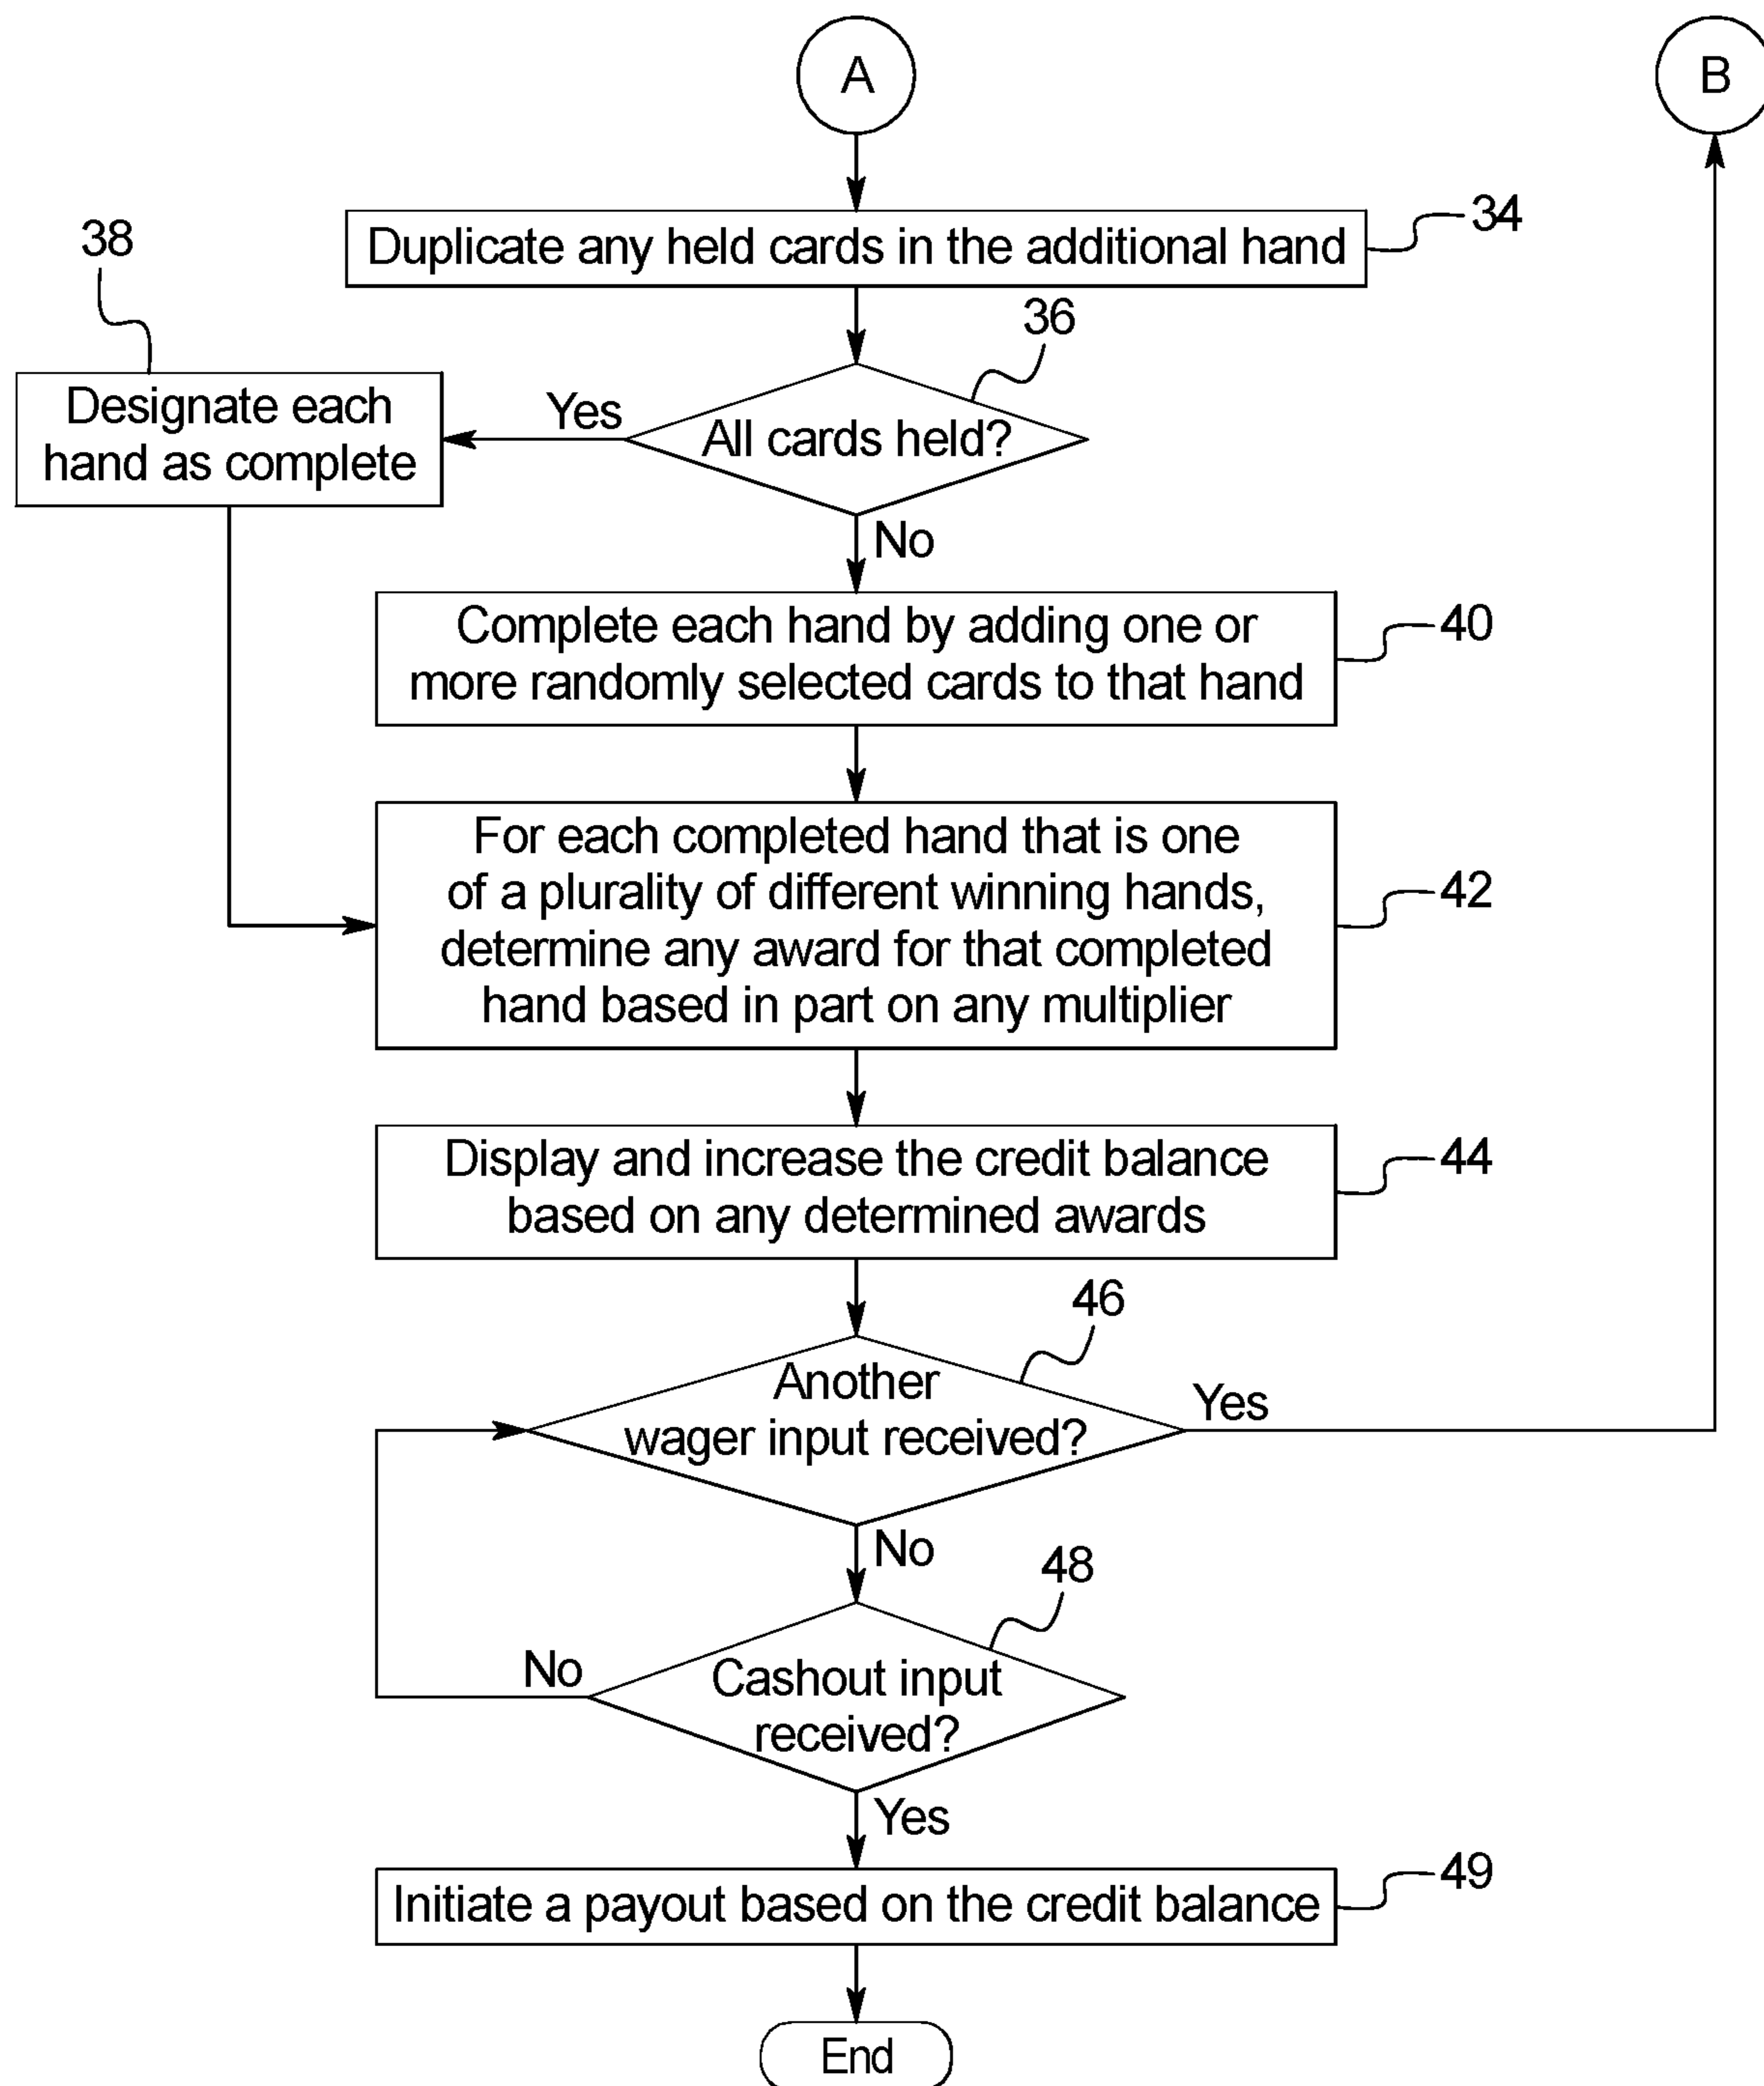 A
B
34
Duplicate any held cards in the additional hand
38
36
Designate each
hand as complete
Yes
All cards held?
No
40
Complete each hand by adding one or
more randomly selected cards to that hand
For each completed hand that is one
of a plurality of different winning hands,
determine any award for that completed
hand based in part on any multiplier
42
Display and increase the credit balance
based on any determined awards
44
46
Another
wager input received?
Yes
No
48
No
Cashout input
received?
Yes
49
Initiate a payout based on the credit balance
End